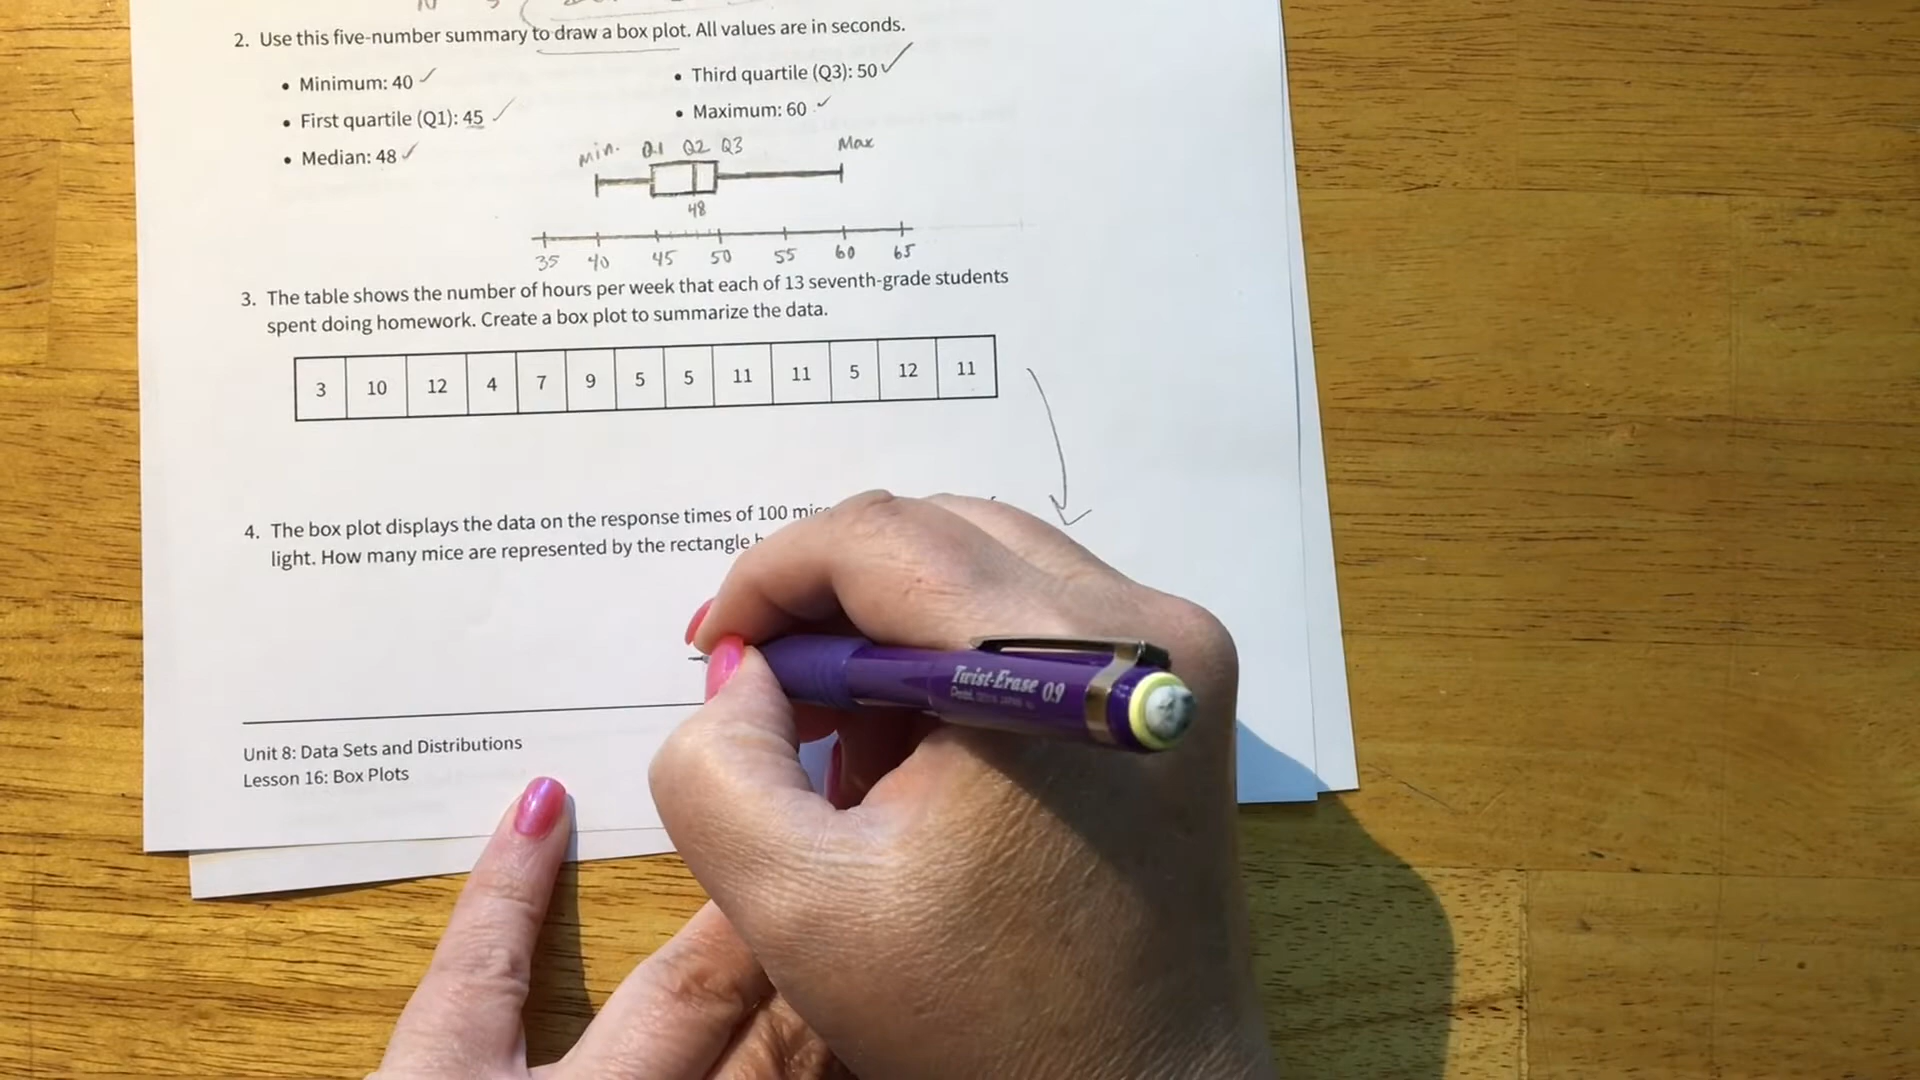 2. Use this five-number summary to draw a box plot. All values are in seconds.
• Minimum: 40 ✓
• Third quartile (Q3): 50 ✓
• First quartile (Q1): 45 ✓
• Maximum: 60 ✓
• Median: 48 ✓
Min. Q1 Q2 Q3 Max
48
35 40 45 50 55 60 65
3. The table shows the number of hours per week that each of 13 seventh-grade students
spent doing homework. Create a box plot to summarize the data.
3 10 12 4 7 9 5 5 11 11 5 12 11
4. The box plot displays the data on the response times of 100
light. How many mice are represented by the rectangle
Unit 8: Data Sets and Distributions
Lesson 16: Box Plots
Twist-Erase 0.9
Pentel